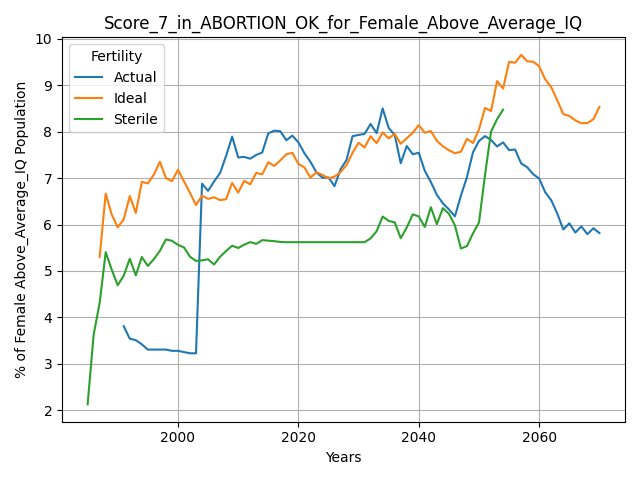 Score_7_in_ABORTION_OK_for_Female_Above_Average_IQ
% of Female Above_Average_IQ Population
10
9
8
7
6
5
4
3
2
Fertility
Actual
Ideal
Sterile
2000
2020
2040
2060
Years